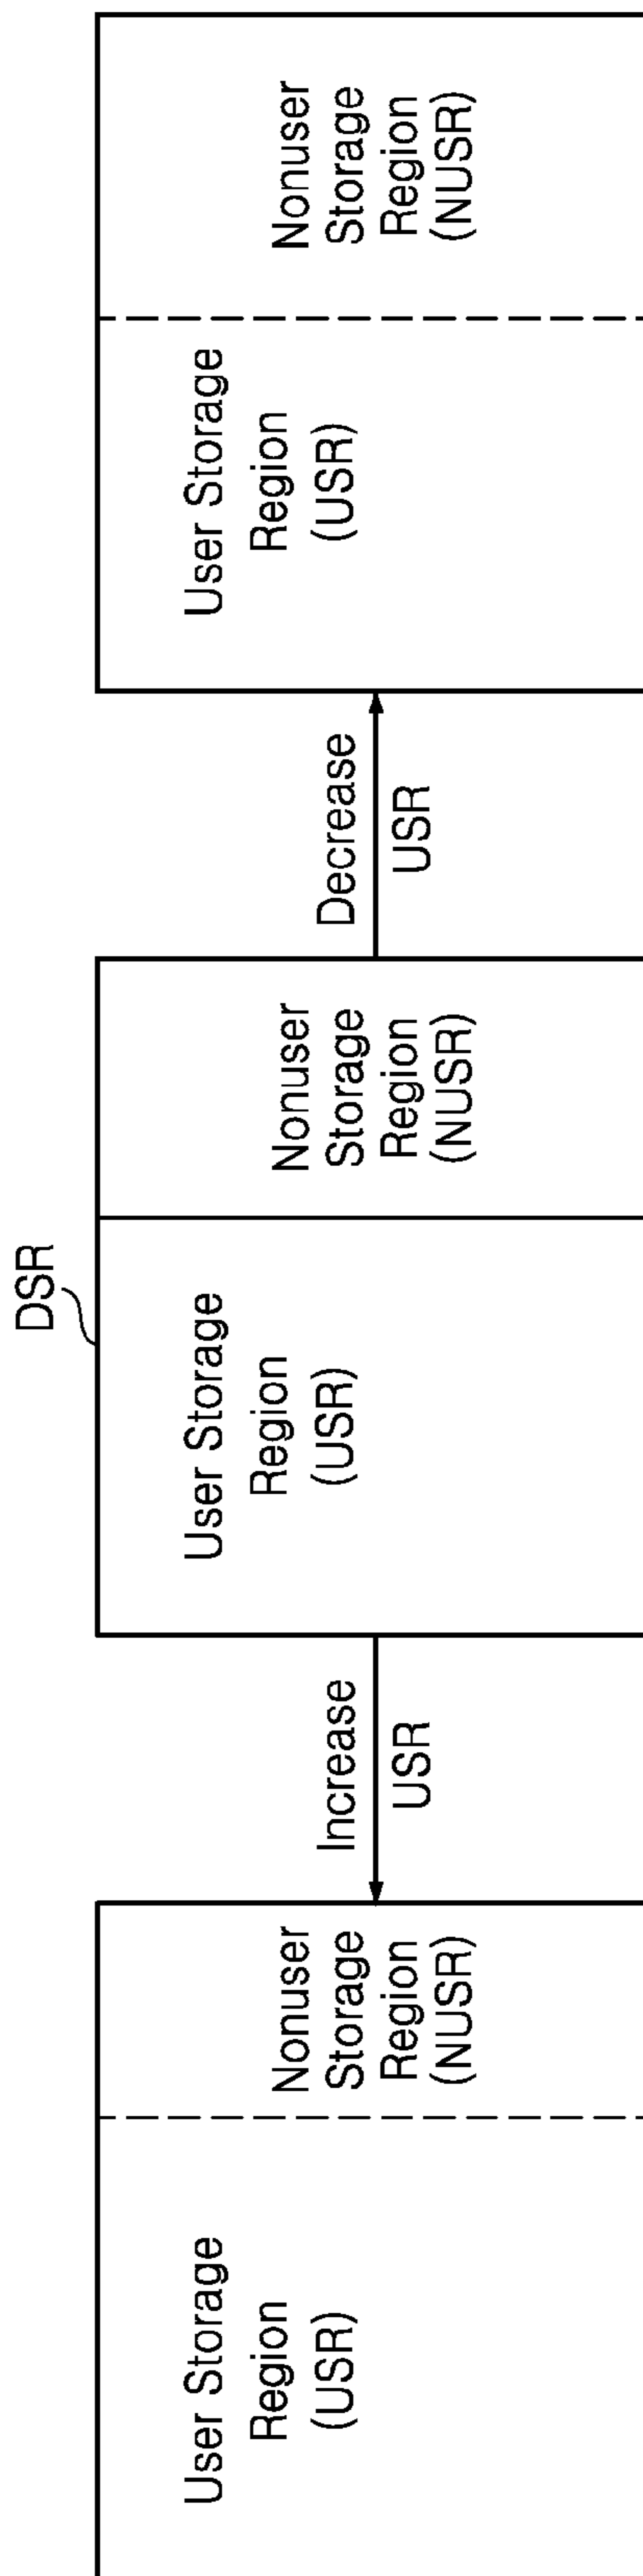 DSR
User Storage
Region
(USR)
Nonuser
Storage
Region
(NUSR)
Increase
USR
User Storage
Region
(USR)
Nonuser
Storage
Region
(NUSR)
Decrease
USR
User Storage
Region
(USR)
Nonuser
Storage
Region
(NUSR)